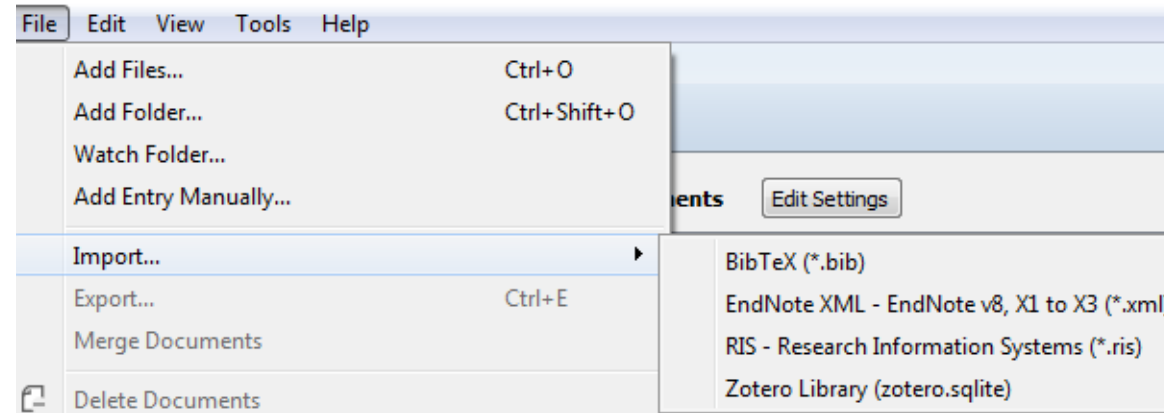 File Edit View Tools Help
Add Files... Ctrl+O
Add Folder... Ctrl+Shift+O
Watch Folder...
Add Entry Manually...
ents Edit Settings
Import...
BibTeX (*.bib)
Export... Ctrl+E
EndNote XML - EndNote v8, X1 to X3 (*.xml)
Merge Documents
RIS - Research Information Systems (*.ris)
Delete Documents
Zotero Library (zotero.sqlite)